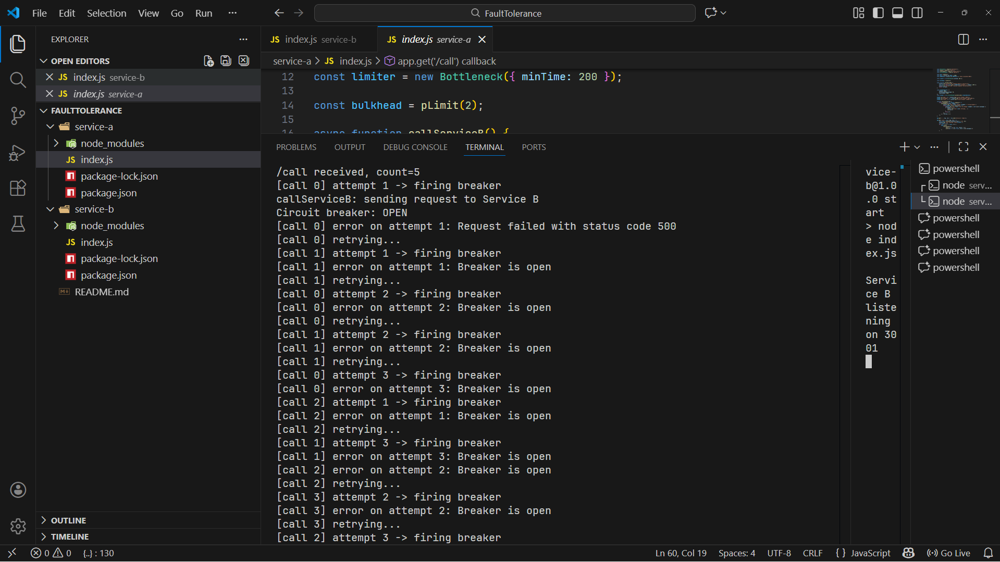 File Edit Selection View Go Run ···
FaultTolerance
EXPLORER ···
OPEN EDITORS
JS index.js service-b
JS index.js service-a
FAULTTOLERANCE
service-a
node_modules
JS index.js
package-lock.json
package.json
service-b
node_modules
JS index.js
package-lock.json
package.json
README.md
OUTLINE
TIMELINE
JS index.js service-b
JS index.js service-a
···
service-a > JS index.js > app.get('/call') callback
12 const limiter = new Bottleneck({ minTime: 200 });
13
14 const bulkhead = pLimit(2);
15
16 async function callServiceB() {
PROBLEMS OUTPUT DEBUG CONSOLE TERMINAL PORTS
···
/call received, count=5
[call 0] attempt 1 -> firing breaker
callServiceB: sending request to Service B
Circuit breaker: OPEN
[call 0] error on attempt 1: Request failed with status code 500
[call 0] retrying...
[call 1] attempt 1 -> firing breaker
[call 1] error on attempt 1: Breaker is open
[call 1] retrying...
[call 0] attempt 2 -> firing breaker
[call 0] error on attempt 2: Breaker is open
[call 0] retrying...
[call 1] attempt 2 -> firing breaker
[call 1] error on attempt 2: Breaker is open
[call 1] retrying...
[call 0] attempt 3 -> firing breaker
[call 0] error on attempt 3: Breaker is open
[call 2] attempt 1 -> firing breaker
[call 2] error on attempt 1: Breaker is open
[call 2] retrying...
[call 1] attempt 3 -> firing breaker
[call 1] error on attempt 3: Breaker is open
[call 2] error on attempt 2: Breaker is open
[call 2] retrying...
[call 3] attempt 2 -> firing breaker
[call 3] error on attempt 2: Breaker is open
[call 3] retrying...
[call 2] attempt 3 -> firing breaker
vice-
b@1.0
.0 st
art
> nod
e ind
ex.js
Servi
ce B
liste
ning
on 30
01
powershell
node serv...
node serv...
powershell
powershell
powershell
powershell
0 0 {..} : 130
Ln 60, Col 19 Spaces: 4 UTF-8 CRLF { } JavaScript Go Live